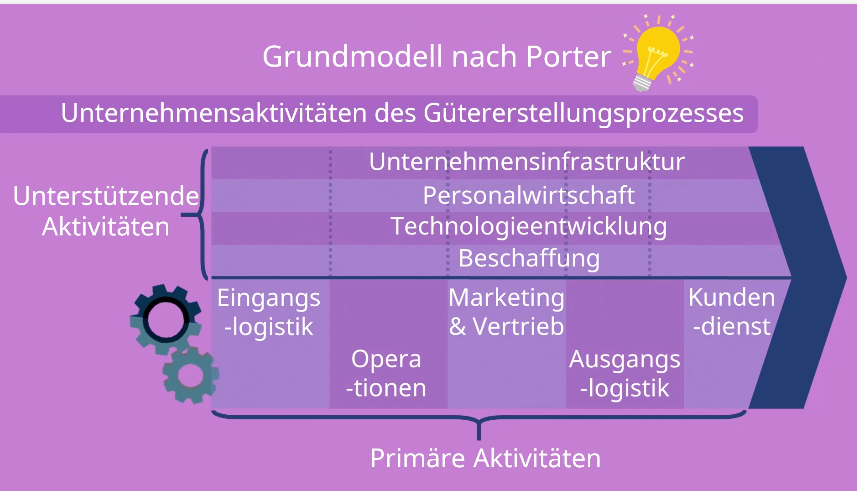 Grundmodell nach Porter
Unternehmensaktivitäten des Gütererstellungsprozesses
Unterstützende
Aktivitäten
Unternehmensinfrastruktur
Personalwirtschaft
Technologieentwicklung
Beschaffung
Eingangs
-logistik
Opera
-tionen
Marketing
& Vertrieb
Ausgangs
-logistik
Kunden
-dienst
Primäre Aktivitäten